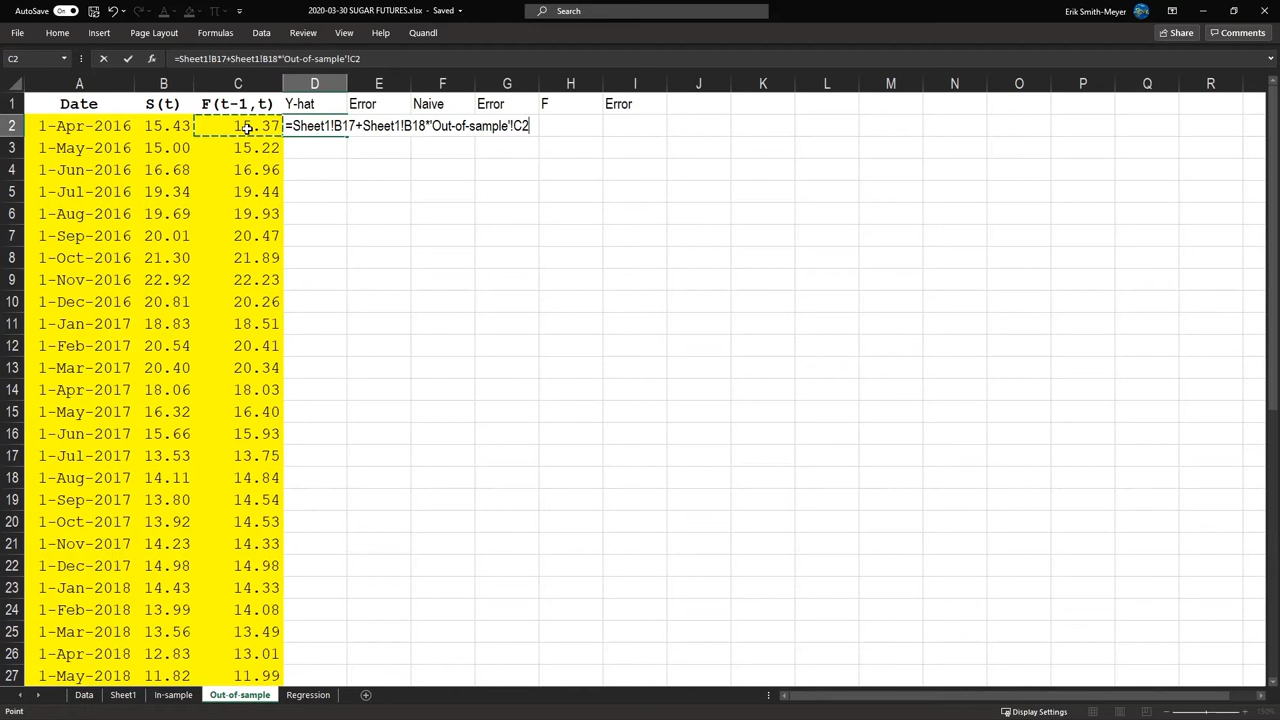 AutoSave On 2020-03-30 SUGAR FUTURES.xlsx - Saved Search Erik Smith-Meyer
File Home Insert Page Layout Formulas Data Review View Help Quandl Share Comments
C2 fx =Sheet1!B17+Sheet1!B18*'Out-of-sample'!C2
A B C D E F G H I J K L M N O P Q R
1 Date S(t) F(t-1,t) Y-hat Error Naive Error F Error
2 1-Apr-2016 15.43 15.37 =Sheet1!B17+Sheet1!B18*'Out-of-sample'!C2
3 1-May-2016 15.00 15.22
4 1-Jun-2016 16.68 16.96
5 1-Jul-2016 19.34 19.44
6 1-Aug-2016 19.69 19.93
7 1-Sep-2016 20.01 20.47
8 1-Oct-2016 21.30 21.89
9 1-Nov-2016 22.92 22.23
10 1-Dec-2016 20.81 20.26
11 1-Jan-2017 18.83 18.51
12 1-Feb-2017 20.54 20.41
13 1-Mar-2017 20.40 20.34
14 1-Apr-2017 18.06 18.03
15 1-May-2017 16.32 16.40
16 1-Jun-2017 15.66 15.93
17 1-Jul-2017 13.53 13.75
18 1-Aug-2017 14.11 14.84
19 1-Sep-2017 13.80 14.54
20 1-Oct-2017 13.92 14.53
21 1-Nov-2017 14.23 14.33
22 1-Dec-2017 14.98 14.98
23 1-Jan-2018 14.43 14.33
24 1-Feb-2018 13.99 14.08
25 1-Mar-2018 13.56 13.49
26 1-Apr-2018 12.83 13.01
27 1-May-2018 11.82 11.99
Data Sheet1 In-sample Out-of-sample Regression
Point Display Settings 150%